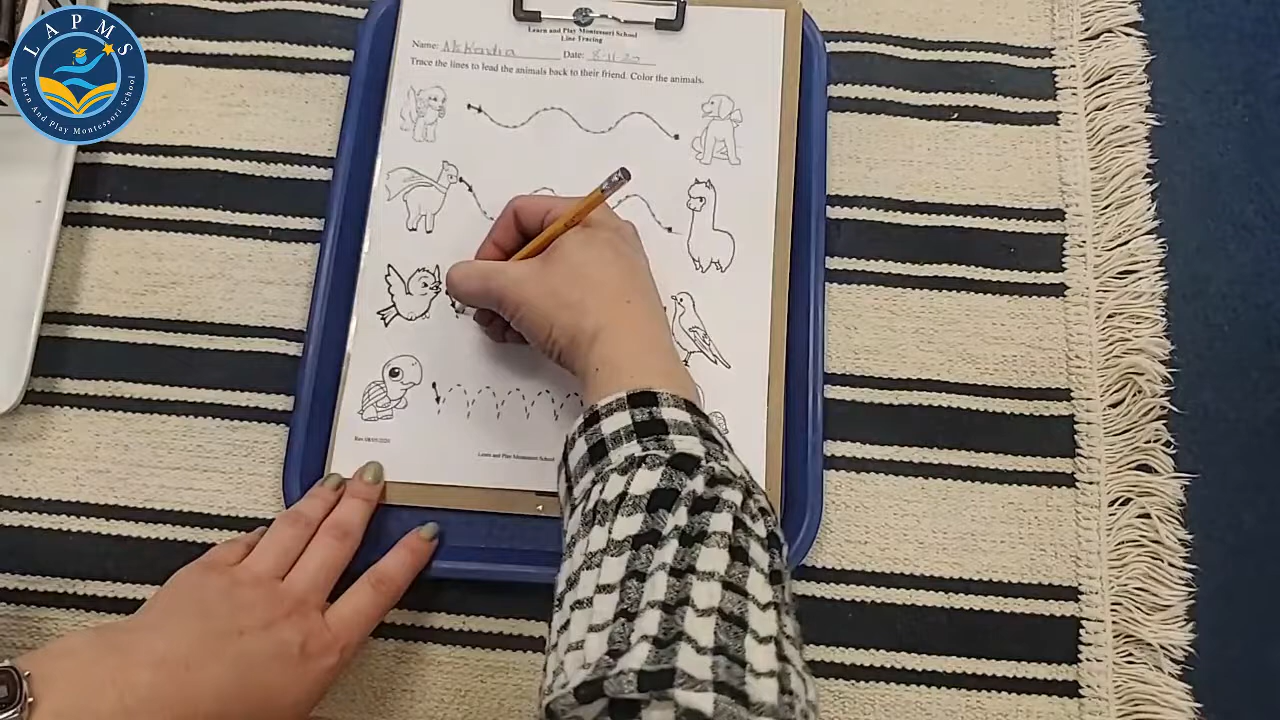 LAPMS
Learn And Play Montessori School
Learn and Play Montessori School
Line Tracing
Name: Date:
Trace the lines to lead the animals back to their friend. Color the animals.
Learn and Play Montessori School